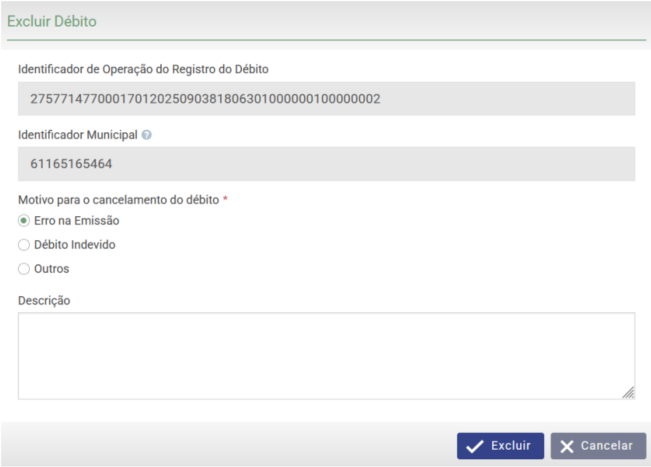 Excluir Débito
Identificador de Operação do Registro do Débito
27577147700017012025090381806301000000100000002
Identificador Municipal
61165165464
Motivo para o cancelamento do débito *
Erro na Emissão
Débito Indevido
Outros
Descrição
Excluir Cancelar